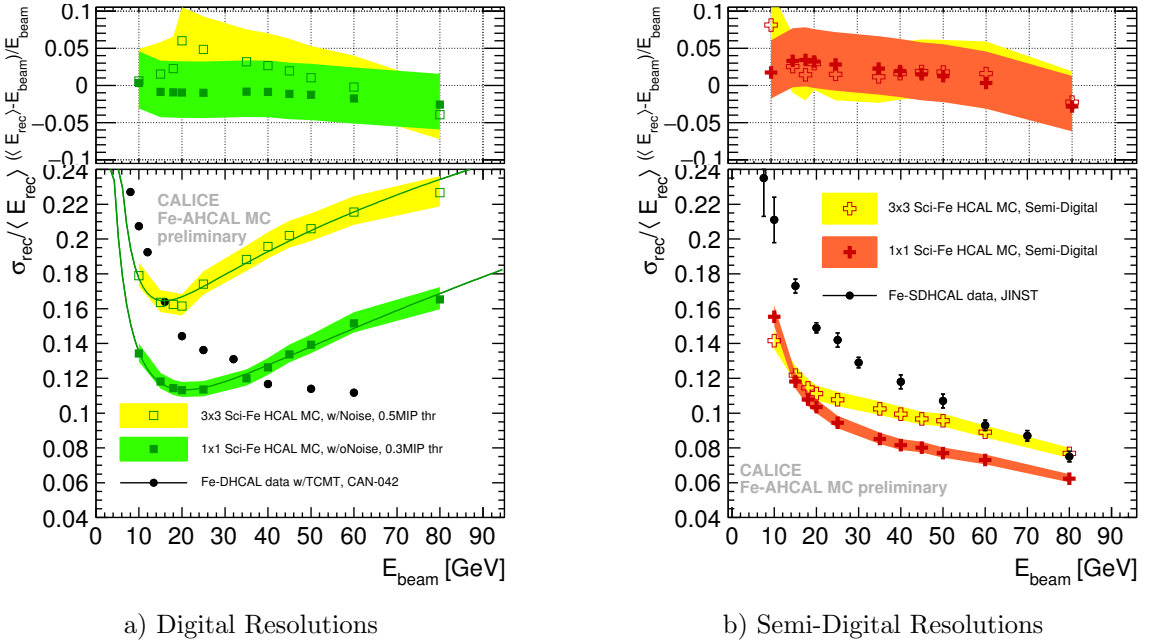 0.1
0.05
0
−0.05
−0.1
(⟨ E_rec⟩-E_beam)/E_beam
0.24
0.22
0.2
0.18
0.16
0.14
0.12
0.1
0.08
0.06
0.04
σ_rec/⟨ E_rec⟩
CALICE
Fe-AHCAL MC
preliminary
3x3 Sci-Fe HCAL MC, w/Noise, 0.5MIP thr
1x1 Sci-Fe HCAL MC, w/oNoise, 0.3MIP thr
Fe-DHCAL data w/TCMT, CAN-042
0 10 20 30 40 50 60 70 80 90
E_beam [GeV]
a) Digital Resolutions
0.1
0.05
0
−0.05
−0.1
(⟨ E_rec⟩-E_beam)/E_beam
0.24
0.22
0.2
0.18
0.16
0.14
0.12
0.1
0.08
0.06
0.04
σ_rec/⟨ E_rec⟩
3x3 Sci-Fe HCAL MC, Semi-Digital
1x1 Sci-Fe HCAL MC, Semi-Digital
Fe-SDHCAL data, JINST
CALICE
Fe-AHCAL MC preliminary
0 10 20 30 40 50 60 70 80 90
E_beam [GeV]
b) Semi-Digital Resolutions